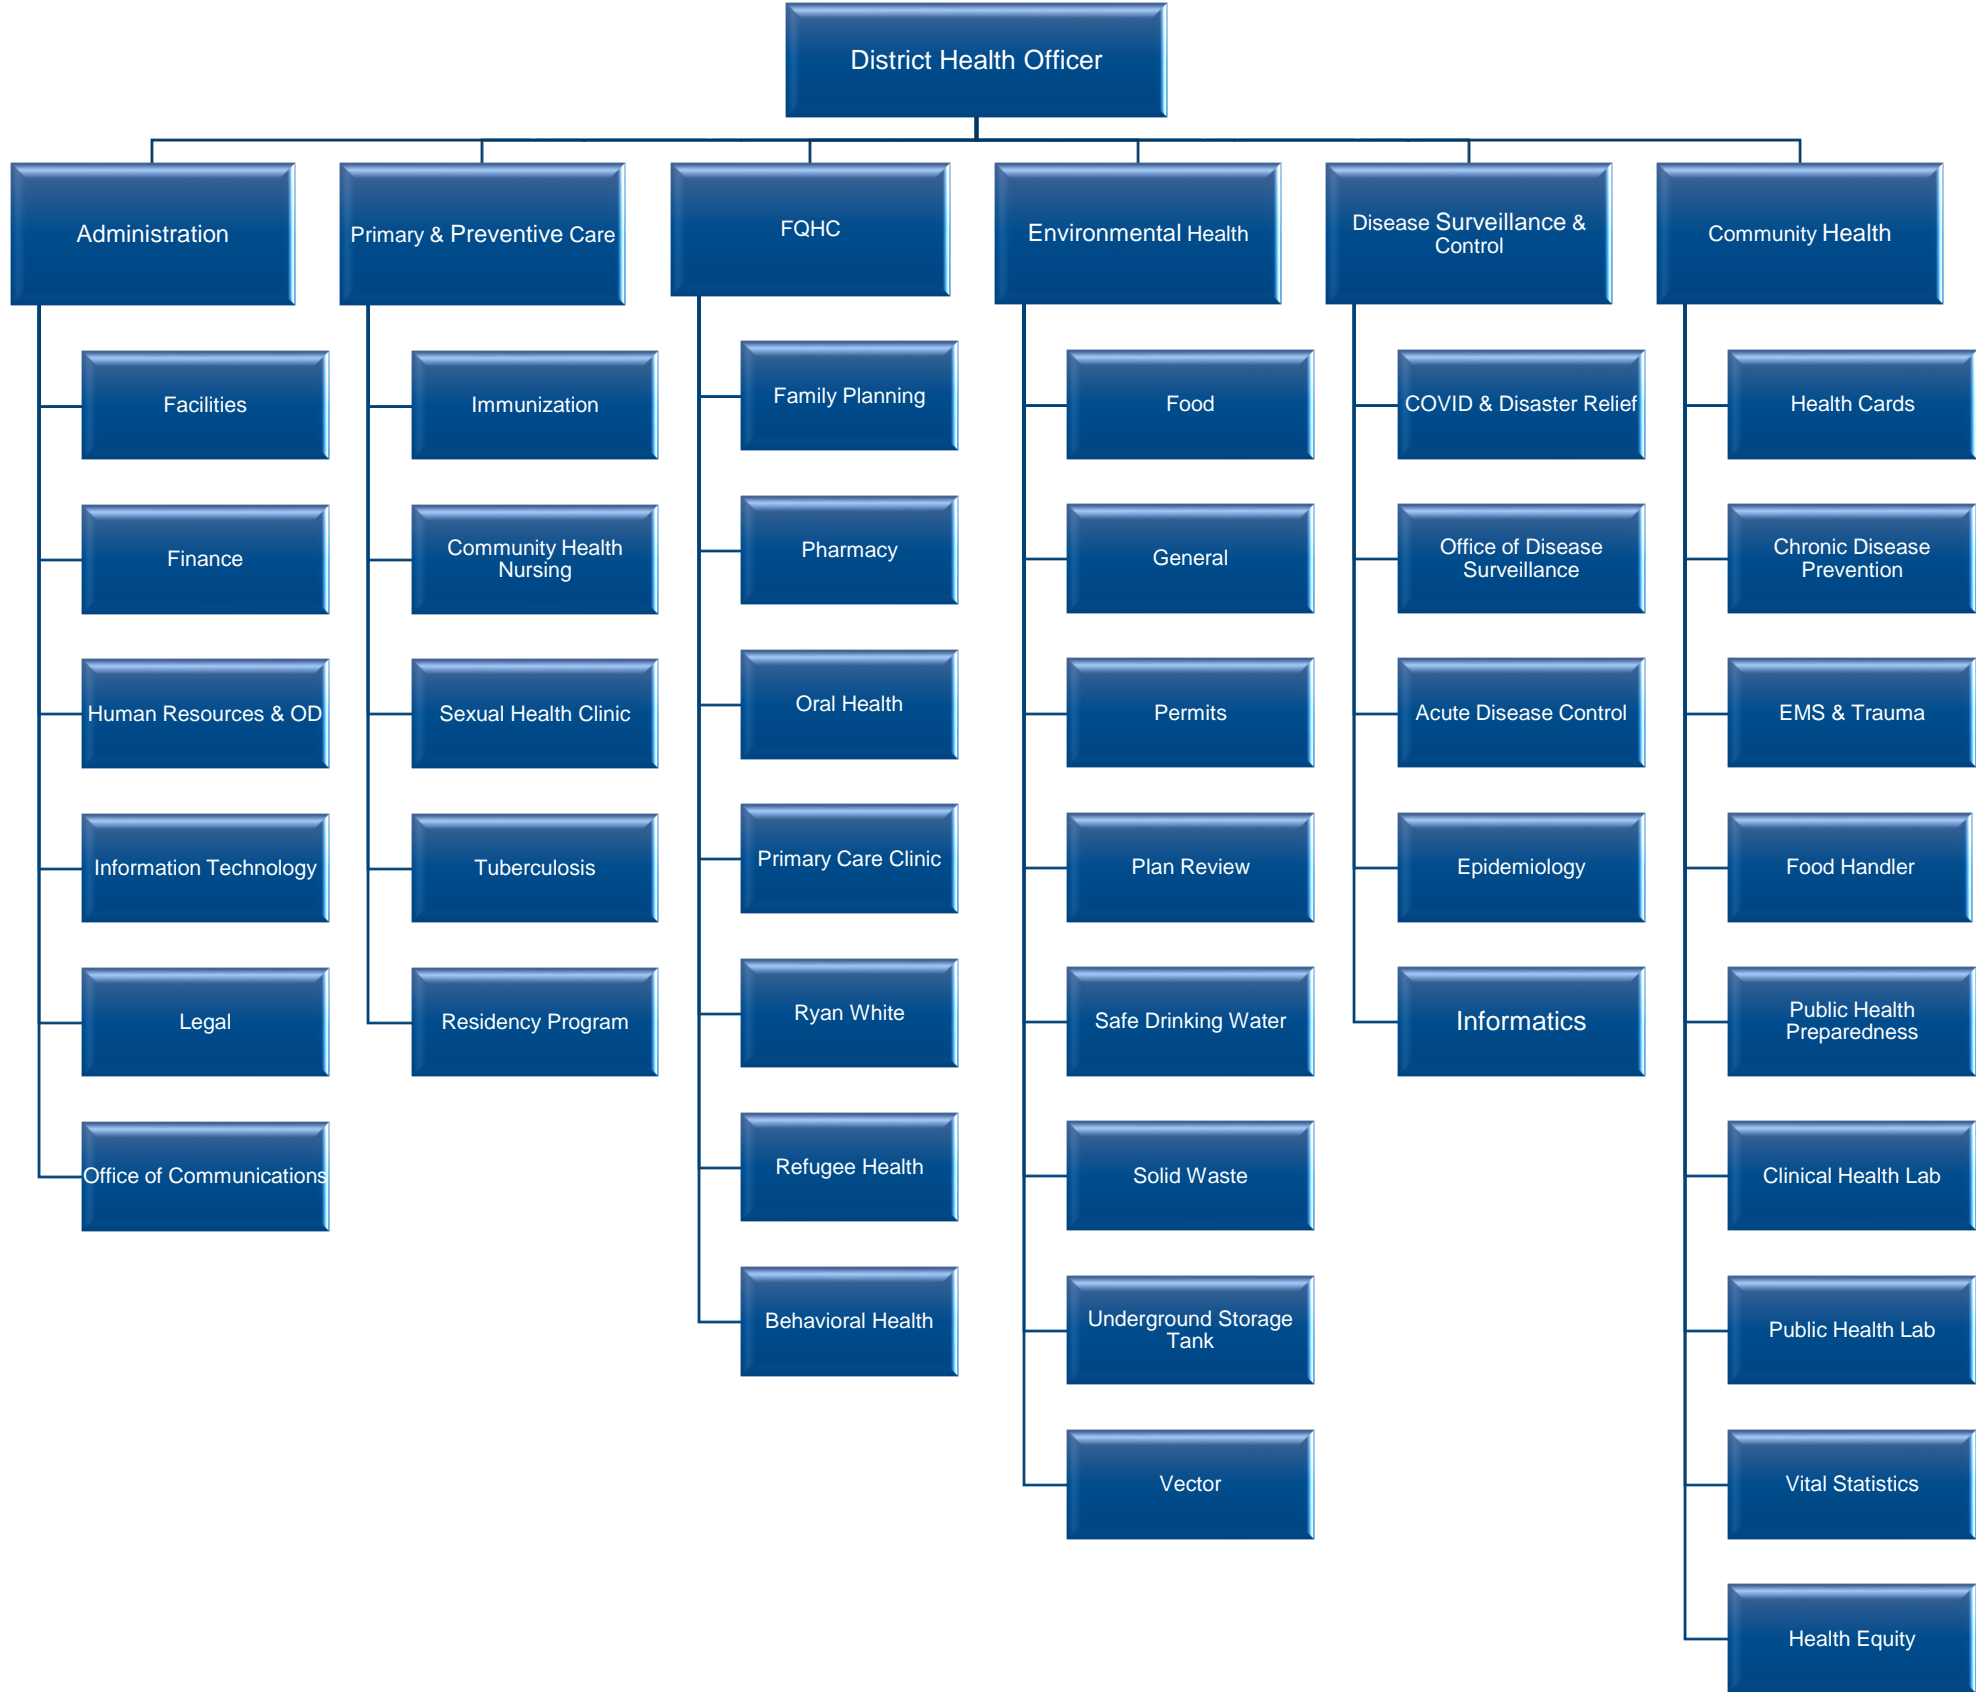 District Health Officer
Administration
Primary & Preventive Care
FQHC
Environmental Health
Disease Surveillance &
Control
Community Health
Facilities
Finance
Human Resources & OD
Information Technology
Legal
Office of Communications
Immunization
Community Health
Nursing
Sexual Health Clinic
Tuberculosis
Residency Program
Family Planning
Pharmacy
Oral Health
Primary Care Clinic
Ryan White
Refugee Health
Behavioral Health
Food
General
Permits
Plan Review
Safe Drinking Water
Solid Waste
Underground Storage
Tank
Vector
COVID & Disaster Relief
Office of Disease
Surveillance
Acute Disease Control
Epidemiology
Informatics
Health Cards
Chronic Disease
Prevention
EMS & Trauma
Food Handler
Public Health
Preparedness
Clinical Health Lab
Public Health Lab
Vital Statistics
Health Equity